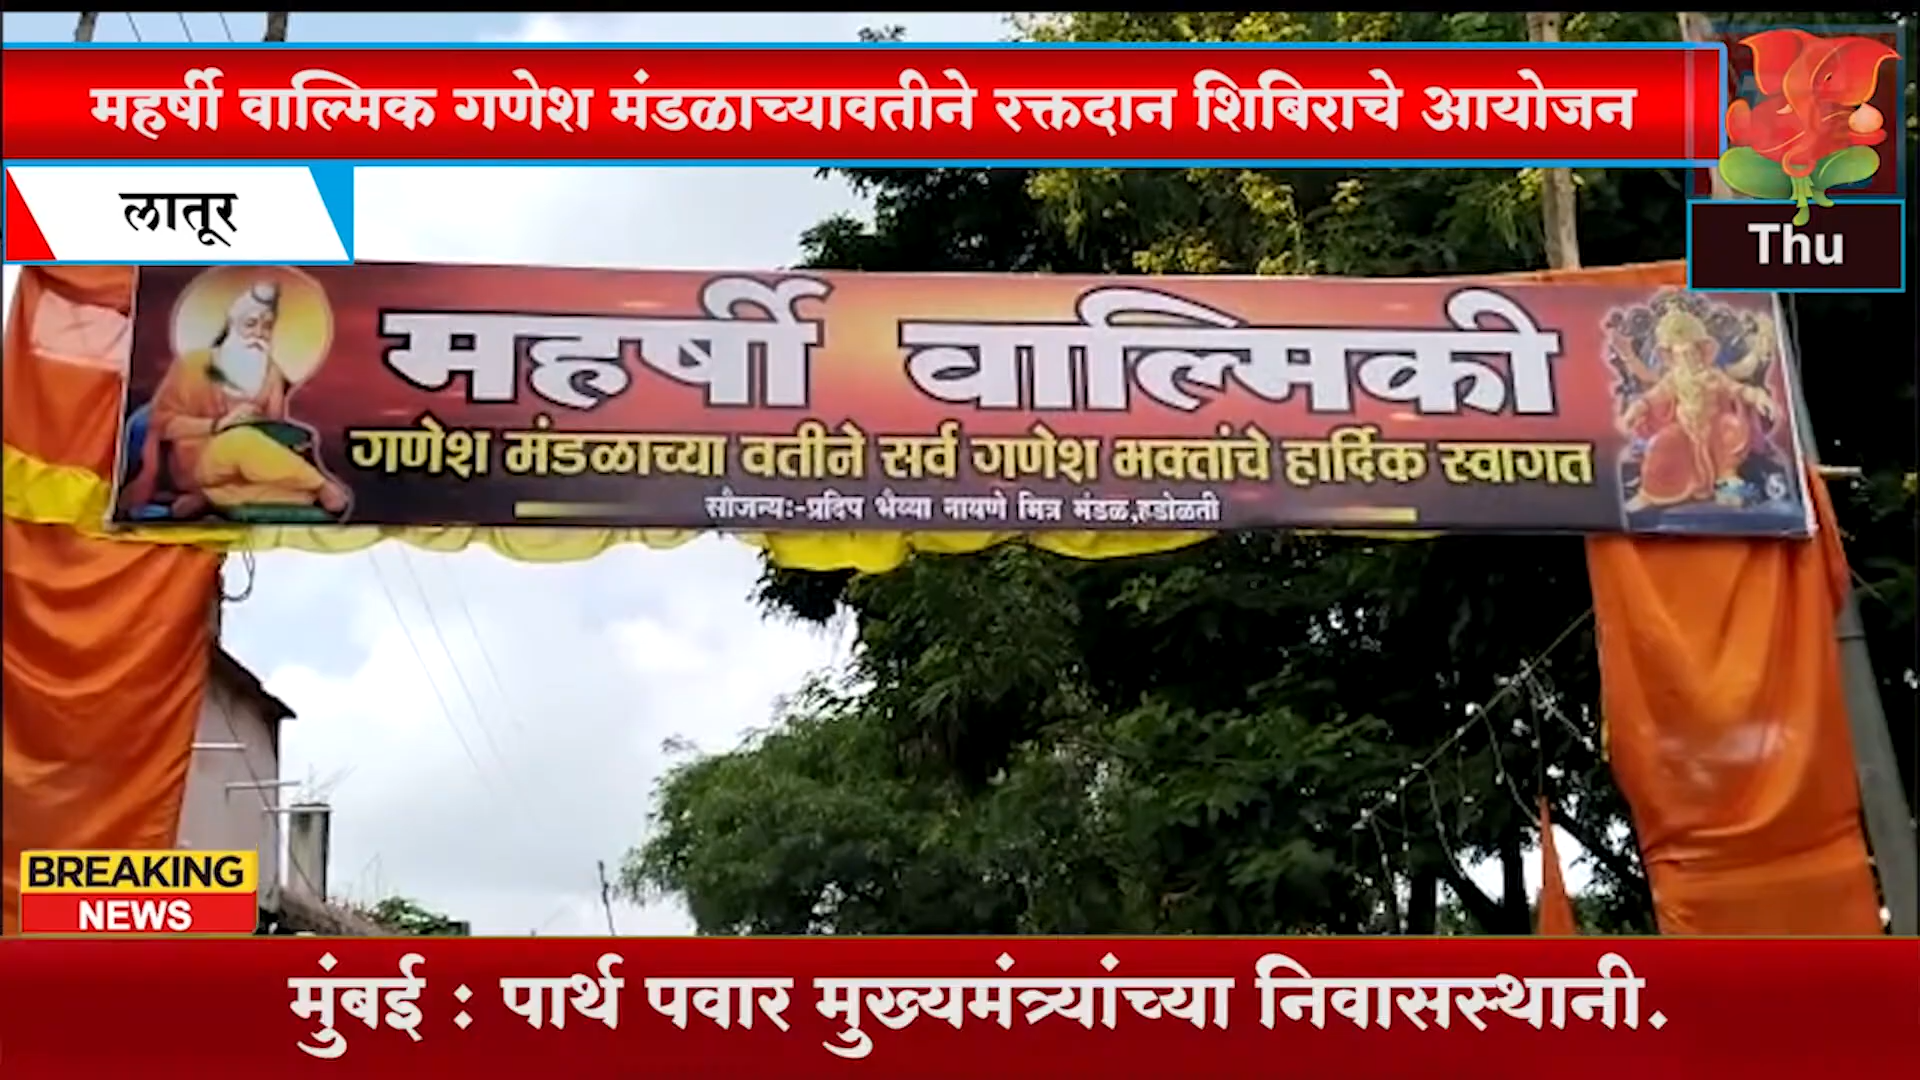 महर्षी वाल्मिक गणेश मंडळाच्यावतीने रक्तदान शिबिराचे आयोजन
लातूर
Thu
महर्षी वाल्मिकी
गणेश मंडळाच्या वतीने सर्व गणेश भक्तांचे हार्दिक स्वागत
सौजन्य:-प्रदिप भैय्या नायणे मित्र मंडळ,हडोळती
BREAKING
NEWS
मुंबई : पार्थ पवार मुख्यमंत्र्यांच्या निवासस्थानी.